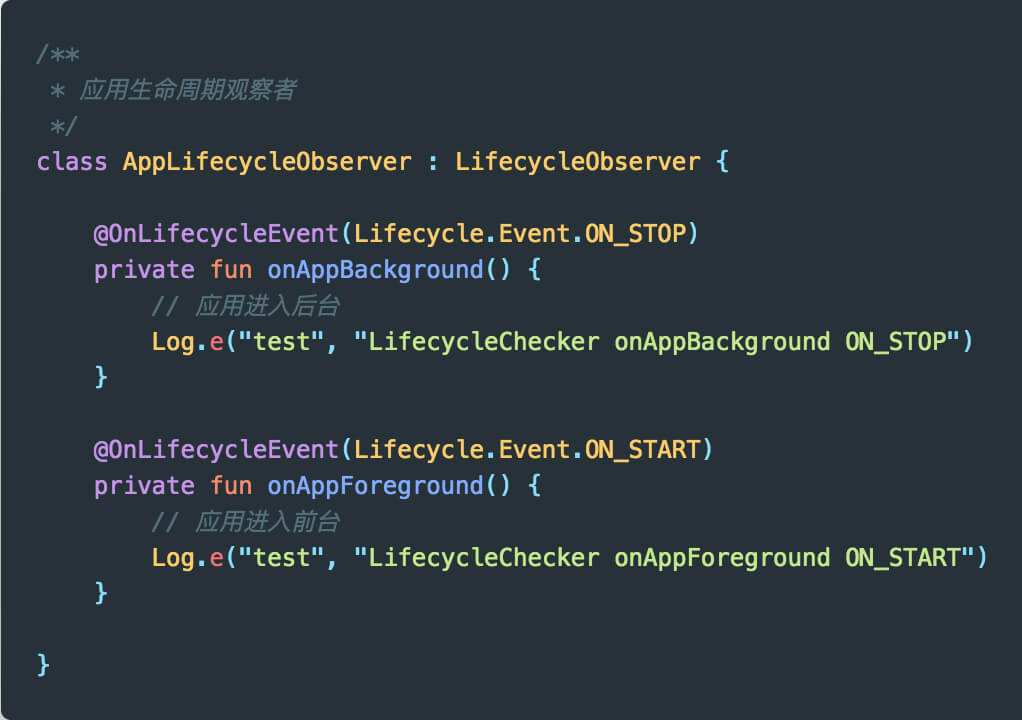 /**
 * 应用生命周期观察者
 */
class AppLifecycleObserver : LifecycleObserver {

    @OnLifecycleEvent(Lifecycle.Event.ON_STOP)
    private fun onAppBackground() {
        // 应用进入后台
        Log.e("test", "LifecycleChecker onAppBackground ON_STOP")
    }

    @OnLifecycleEvent(Lifecycle.Event.ON_START)
    private fun onAppForeground() {
        // 应用进入前台
        Log.e("test", "LifecycleChecker onAppForeground ON_START")
    }

}